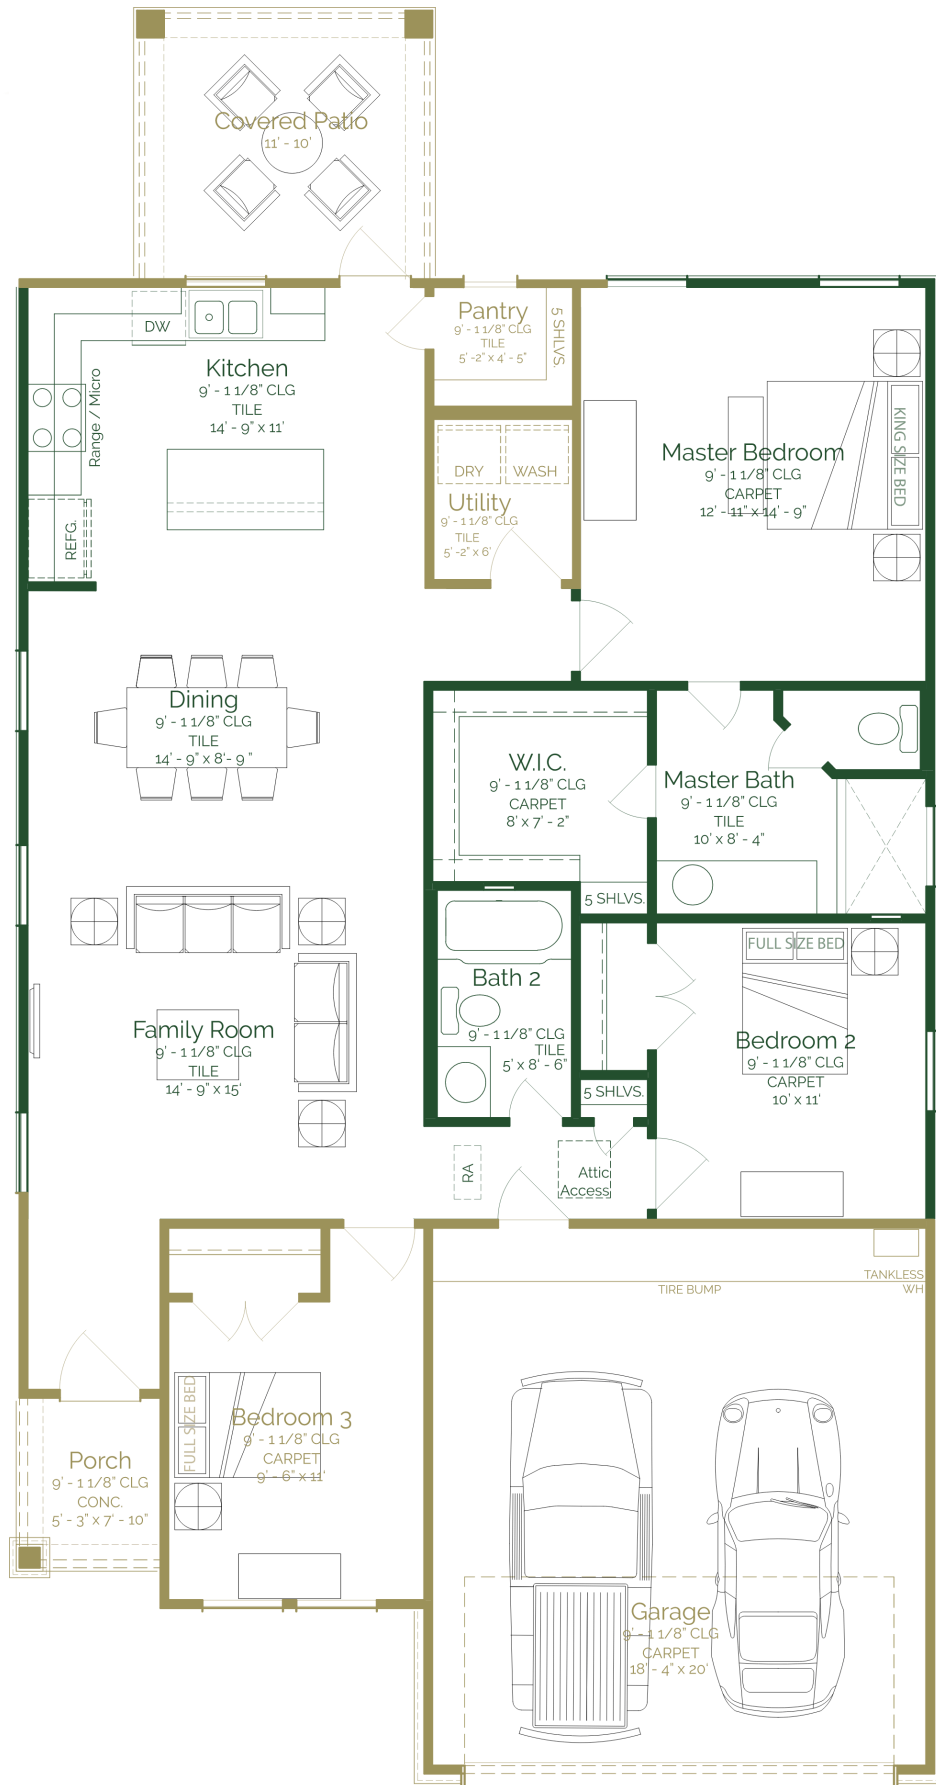 Covered Patio
11' - 10'
DW
Kitchen
9' - 1 1/8" CLG
TILE
14' - 9" x 11'
Range / Micro
REFG.
Pantry
9' - 1 1/8" CLG
TILE
5' -2" x 4' - 5"
5 SHLVS.
DRY
WASH
Utility
9' - 1 1/8" CLG
TILE
5' -2" x 6'
Master Bedroom
9' - 1 1/8" CLG
CARPET
12' - 11" x 14' - 9"
KING SIZE BED
Dining
9' - 1 1/8" CLG
TILE
14' - 9" x 8'- 9 "
W.I.C.
9' - 1 1/8" CLG
CARPET
8' x 7' - 2"
5 SHLVS.
Master Bath
9' - 1 1/8" CLG
TILE
10' x 8' - 4"
Family Room
9' - 1 1/8" CLG
TILE
14' - 9" x 15'
Bath 2
9' - 1 1/8" CLG
TILE
5' x 8' - 6"
5 SHLVS.
FULL SIZE BED
Bedroom 2
9' - 1 1/8" CLG
CARPET
10' x 11'
RA
Attic
Access
TANKLESS
WH
TIRE BUMP
FULL SIZE BED
Bedroom 3
9' - 1 1/8" CLG
CARPET
9' - 6" x 11'
Porch
9' - 1 1/8" CLG
CONC.
5' - 3" x 7' - 10"
Garage
9' - 1 1/8" CLG
CARPET
18' - 4" x 20'